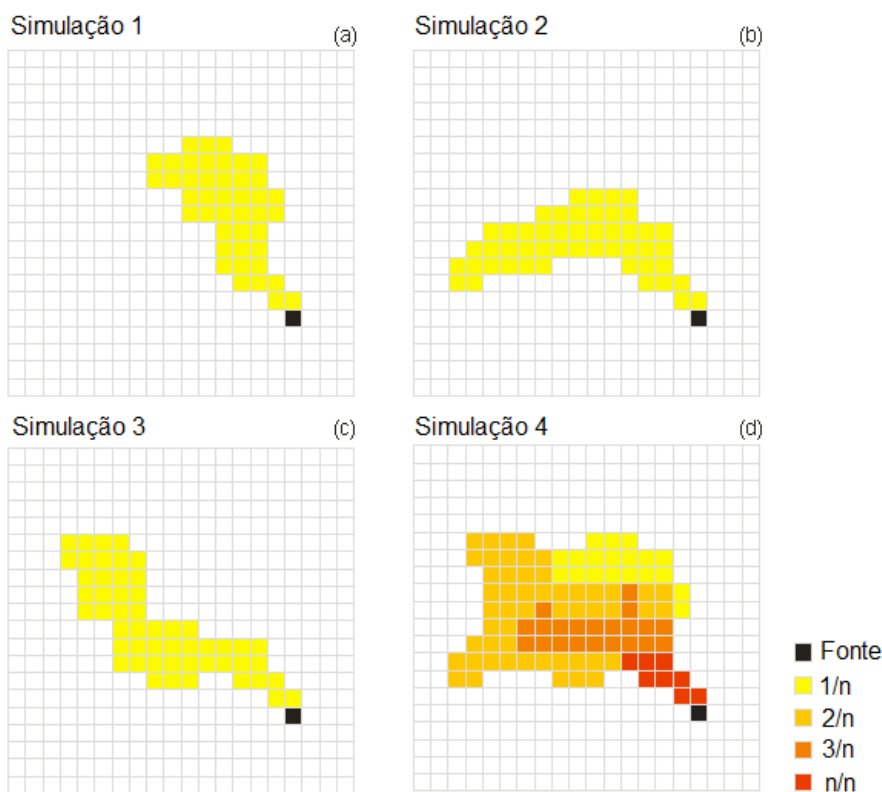 Simulação 1
(a)
Simulação 2
(b)
Simulação 3
(c)
Simulação 4
(d)
Fonte
1/n
2/n
3/n
n/n